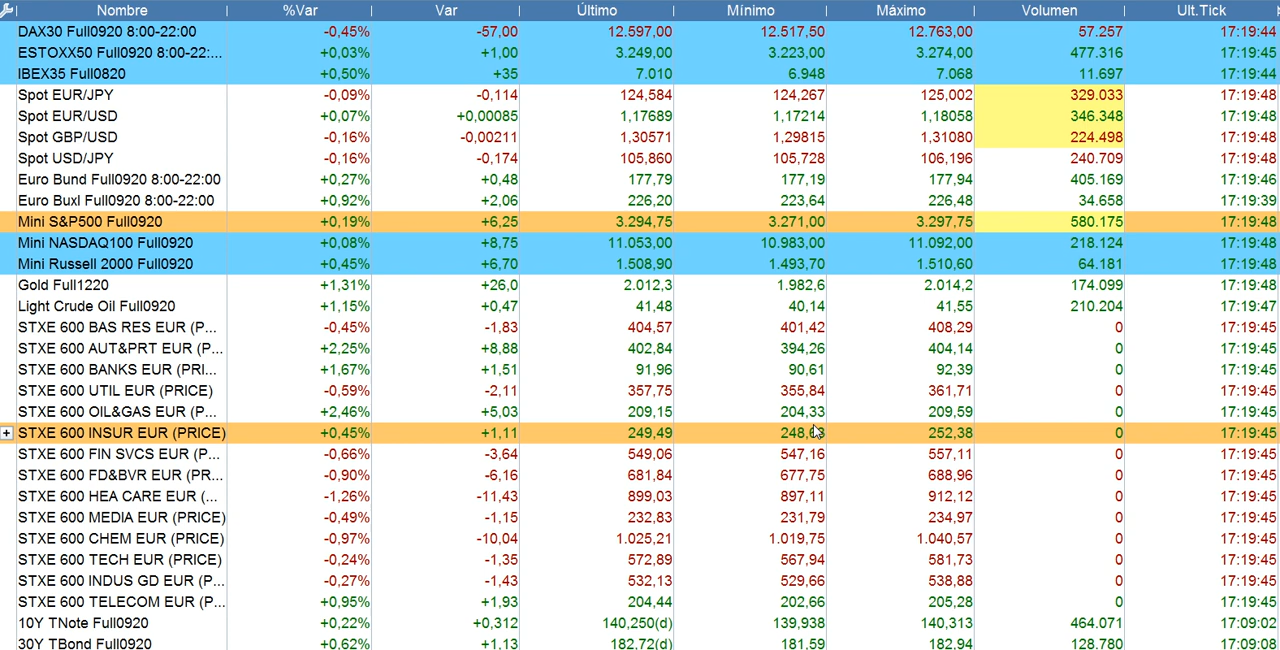 Nombre %Var Var Último Mínimo Máximo Volumen Ult.Tick
DAX30 Full0920 8:00-22:00 -0,45% -57,00 12.597,00 12.517,50 12.763,00 57.257 17:19:44
ESTOXX50 Full0920 8:00-22:... +0,03% +1,00 3.249,00 3.223,00 3.274,00 477.316 17:19:45
IBEX35 Full0820 +0,50% +35 7.010 6.948 7.068 11.697 17:19:44
Spot EUR/JPY -0,09% -0,114 124,584 124,267 125,002 329.033 17:19:48
Spot EUR/USD +0,07% +0,00085 1,17689 1,17214 1,18058 346.348 17:19:48
Spot GBP/USD -0,16% -0,00211 1,30571 1,29815 1,31080 224.498 17:19:48
Spot USD/JPY -0,16% -0,174 105,860 105,728 106,196 240.709 17:19:48
Euro Bund Full0920 8:00-22:00 +0,27% +0,48 177,79 177,19 177,94 405.169 17:19:46
Euro Buxl Full0920 8:00-22:00 +0,92% +2,06 226,20 223,64 226,48 34.658 17:19:39
Mini S&P500 Full0920 +0,19% +6,25 3.294,75 3.271,00 3.297,75 580.175 17:19:48
Mini NASDAQ100 Full0920 +0,08% +8,75 11.053,00 10.983,00 11.092,00 218.124 17:19:48
Mini Russell 2000 Full0920 +0,45% +6,70 1.508,90 1.493,70 1.510,60 64.181 17:19:48
Gold Full1220 +1,31% +26,0 2.012,3 1.982,6 2.014,2 174.099 17:19:48
Light Crude Oil Full0920 +1,15% +0,47 41,48 40,14 41,55 210.204 17:19:47
STXE 600 BAS RES EUR (P... -0,45% -1,83 404,57 401,42 408,29 0 17:19:45
STXE 600 AUT&PRT EUR (P... +2,25% +8,88 402,84 394,26 404,14 0 17:19:45
STXE 600 BANKS EUR (PRI... +1,67% +1,51 91,96 90,61 92,39 0 17:19:45
STXE 600 UTIL EUR (PRICE) -0,59% -2,11 357,75 355,84 361,71 0 17:19:45
STXE 600 OIL&GAS EUR (P... +2,46% +5,03 209,15 204,33 209,59 0 17:19:45
STXE 600 INSUR EUR (PRICE) +0,45% +1,11 249,49 252,38 0 17:19:45
STXE 600 FIN SVCS EUR (P... -0,66% -3,64 549,06 547,16 557,11 0 17:19:45
STXE 600 FD&BVR EUR (PR... -0,90% -6,16 681,84 677,75 688,96 0 17:19:45
STXE 600 HEA CARE EUR (... -1,26% -11,43 899,03 897,11 912,12 0 17:19:45
STXE 600 MEDIA EUR (PRICE) -0,49% -1,15 232,83 231,79 234,97 0 17:19:45
STXE 600 CHEM EUR (PRICE) -0,97% -10,04 1.025,21 1.019,75 1.040,57 0 17:19:45
STXE 600 TECH EUR (PRICE) -0,24% -1,35 572,89 567,94 581,73 0 17:19:45
STXE 600 INDUS GD EUR (P... -0,27% -1,43 532,13 529,66 538,88 0 17:19:45
STXE 600 TELECOM EUR (P... +0,95% +1,93 204,44 202,66 205,28 0 17:19:45
10Y TNote Full0920 +0,22% +0,312 140,250(d) 139,938 140,313 464.071 17:09:02
30Y TBond Full0920 +0,62% +1,13 182,72(d) 181,59 182,94 128.780 17:09:08